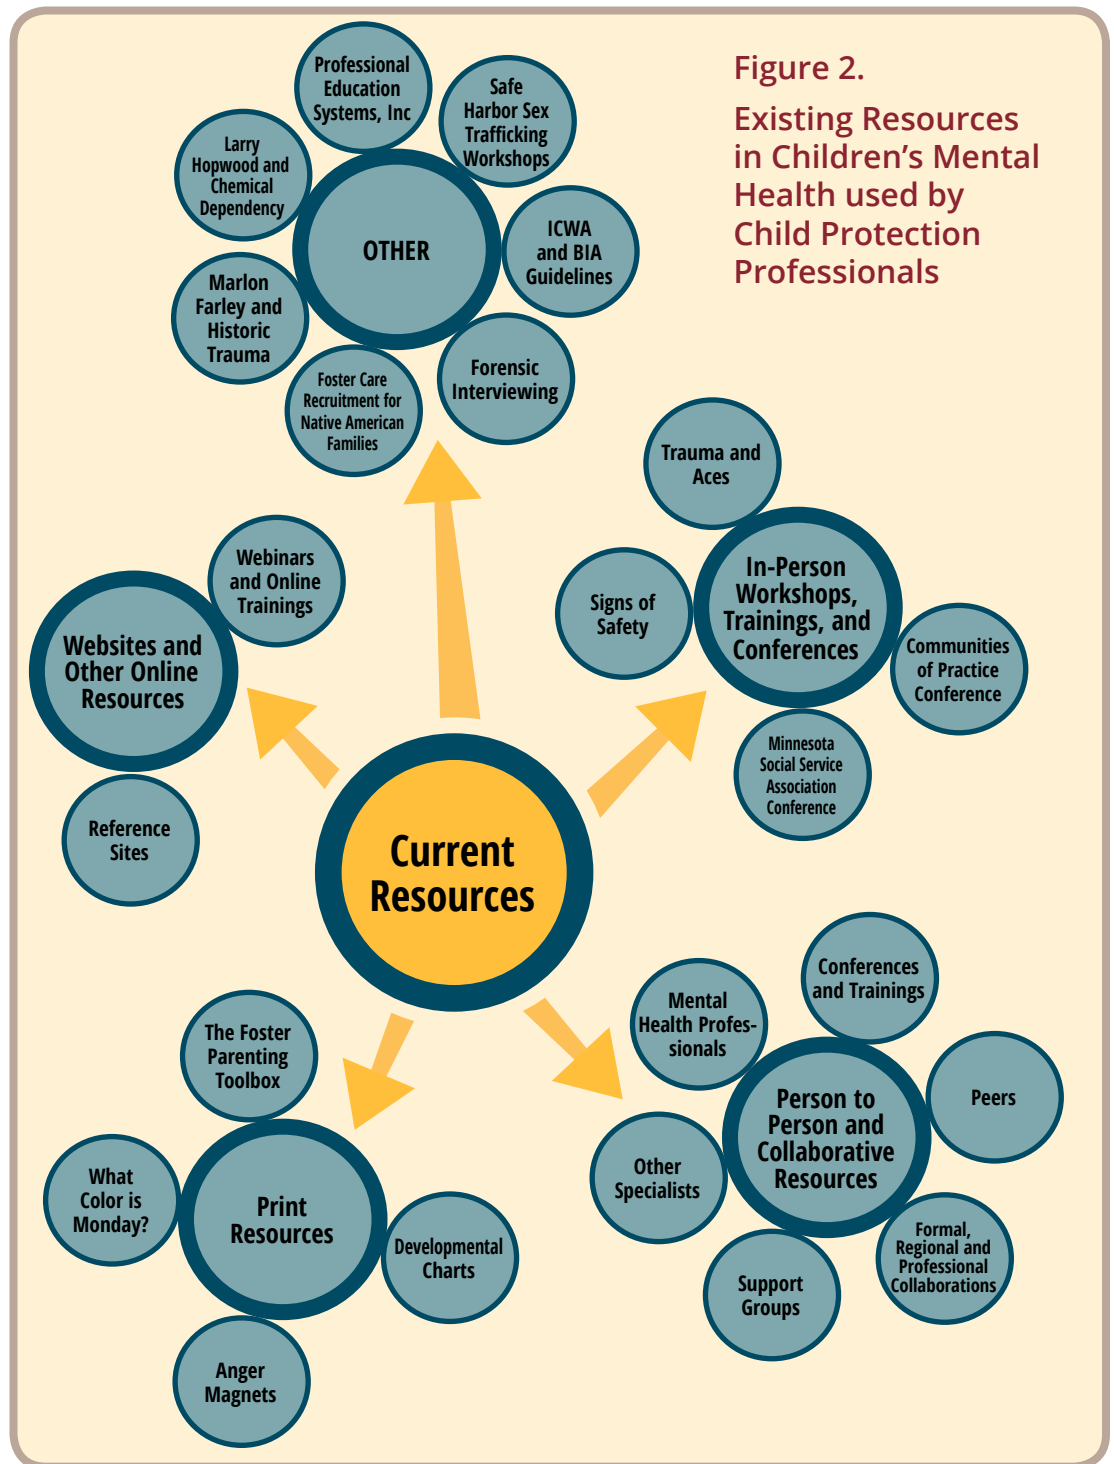 Figure 2.
Existing Resources
in Children's Mental
Health used by
Child Protection
Professionals
Professional
Education
Systems, Inc
Safe
Harbor Sex
Trafficking
Workshops
Larry
Hopwood and
Chemical
Dependency
OTHER
ICWA
and BIA
Guidelines
Marlon
Farley and
Historic
Trauma
Forensic
Interviewing
Foster Care
Recruitment for
Native American
Families
Trauma and
Aces
In-Person
Workshops,
Trainings, and
Conferences
Signs of
Safety
Communities
of Practice
Conference
Minnesota
Social Service
Association
Conference
Webinars
and Online
Trainings
Websites and
Other Online
Resources
Reference
Sites
Current
Resources
Conferences
and Trainings
Mental
Health Profes-
sionals
Peers
Person to
Person and
Collaborative
Resources
Other
Specialists
Formal,
Regional and
Professional
Collaborations
Support
Groups
The Foster
Parenting
Toolbox
What
Color is
Monday?
Print
Resources
Developmental
Charts
Anger
Magnets